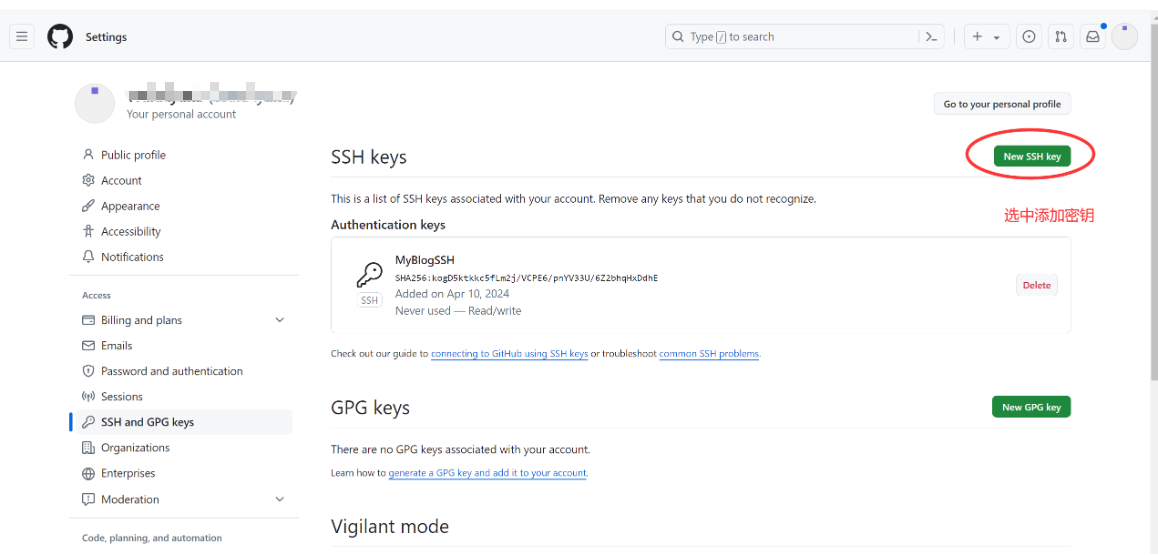 Settings
Type / to search
Your personal account
Go to your personal profile
Public profile
Account
Appearance
Accessibility
Notifications
Access
Billing and plans
Emails
Password and authentication
Sessions
SSH and GPG keys
Organizations
Enterprises
Moderation
Code, planning, and automation
SSH keys
New SSH key
This is a list of SSH keys associated with your account. Remove any keys that you do not recognize.
选中添加密钥
Authentication keys
MyBlogSSH
SHA256:kogD5ktkkc5fLm2j/VCPE6/pnYV33U/6Z2bhqHxDdhE
SSH
Added on Apr 10, 2024
Never used — Read/write
Delete
Check out our guide to connecting to GitHub using SSH keys or troubleshoot common SSH problems.
GPG keys
New GPG key
There are no GPG keys associated with your account.
Learn how to generate a GPG key and add it to your account.
Vigilant mode